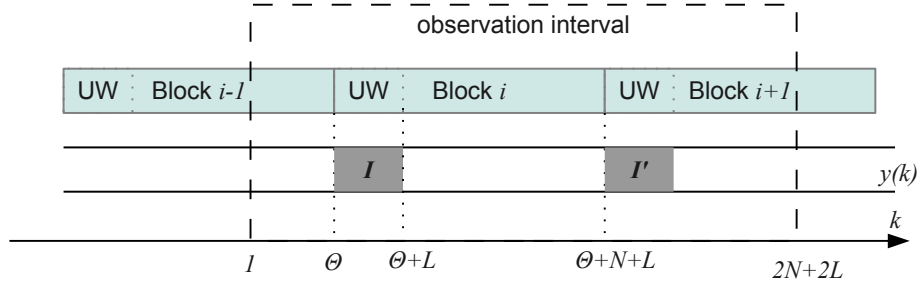 observation interval
UW Block i-1 UW Block i UW Block i+1
I I' y(k)
k
1 Θ Θ+L Θ+N+L 2N+2L